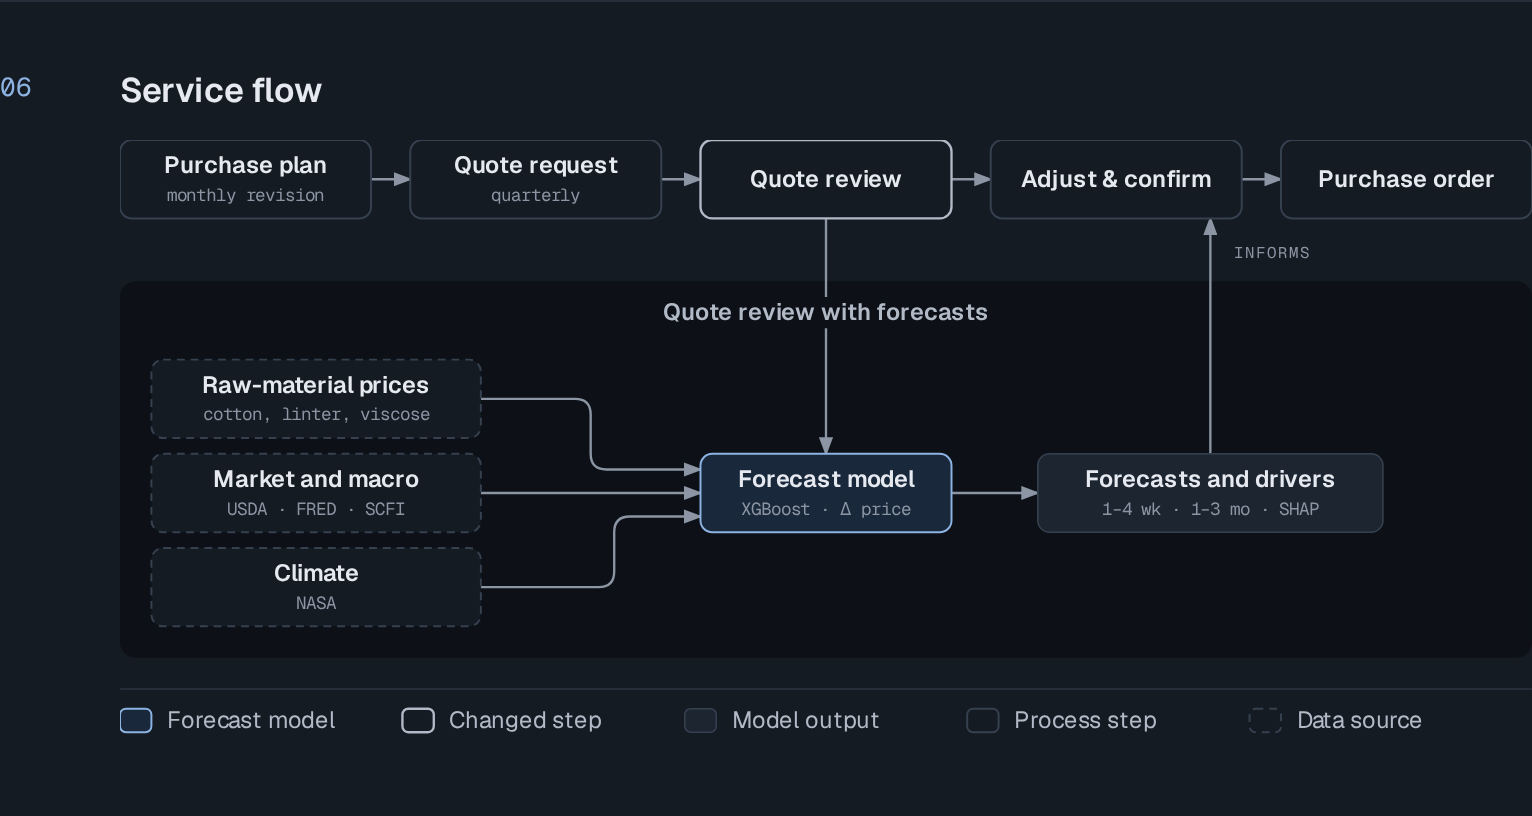 06
Service flow
Purchase plan
monthly revision
Quote request
quarterly
Quote review
Adjust & confirm
Purchase order
INFORMS
Quote review with forecasts
Raw-material prices
cotton, linter, viscose
Market and macro
USDA · FRED · SCFI
Climate
NASA
Forecast model
XGBoost · Δ price
Forecasts and drivers
1–4 wk · 1–3 mo · SHAP
Forecast model
Changed step
Model output
Process step
Data source